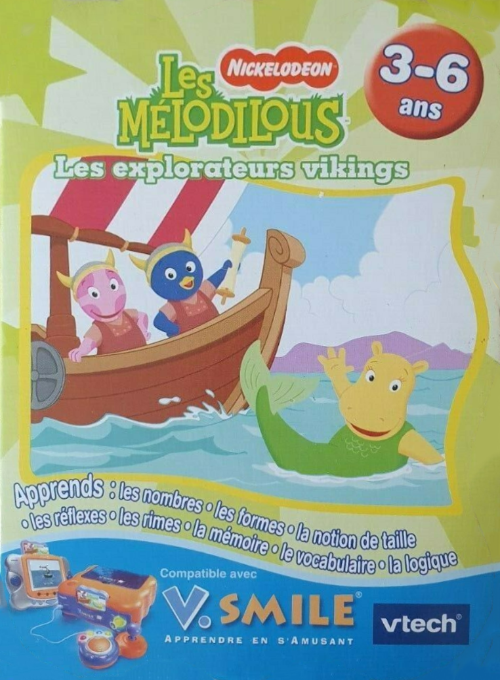 NICKELODEON
Les
MÉLODILOUS
Les explorateurs vikings
3-6
ans
Apprends : les nombres • les formes • la notion de taille
• les réflexes • les rimes • la mémoire • le vocabulaire • la logique
Compatible avec
V.SMILE®
APPRENDRE EN S'AMUSANT
vtech®